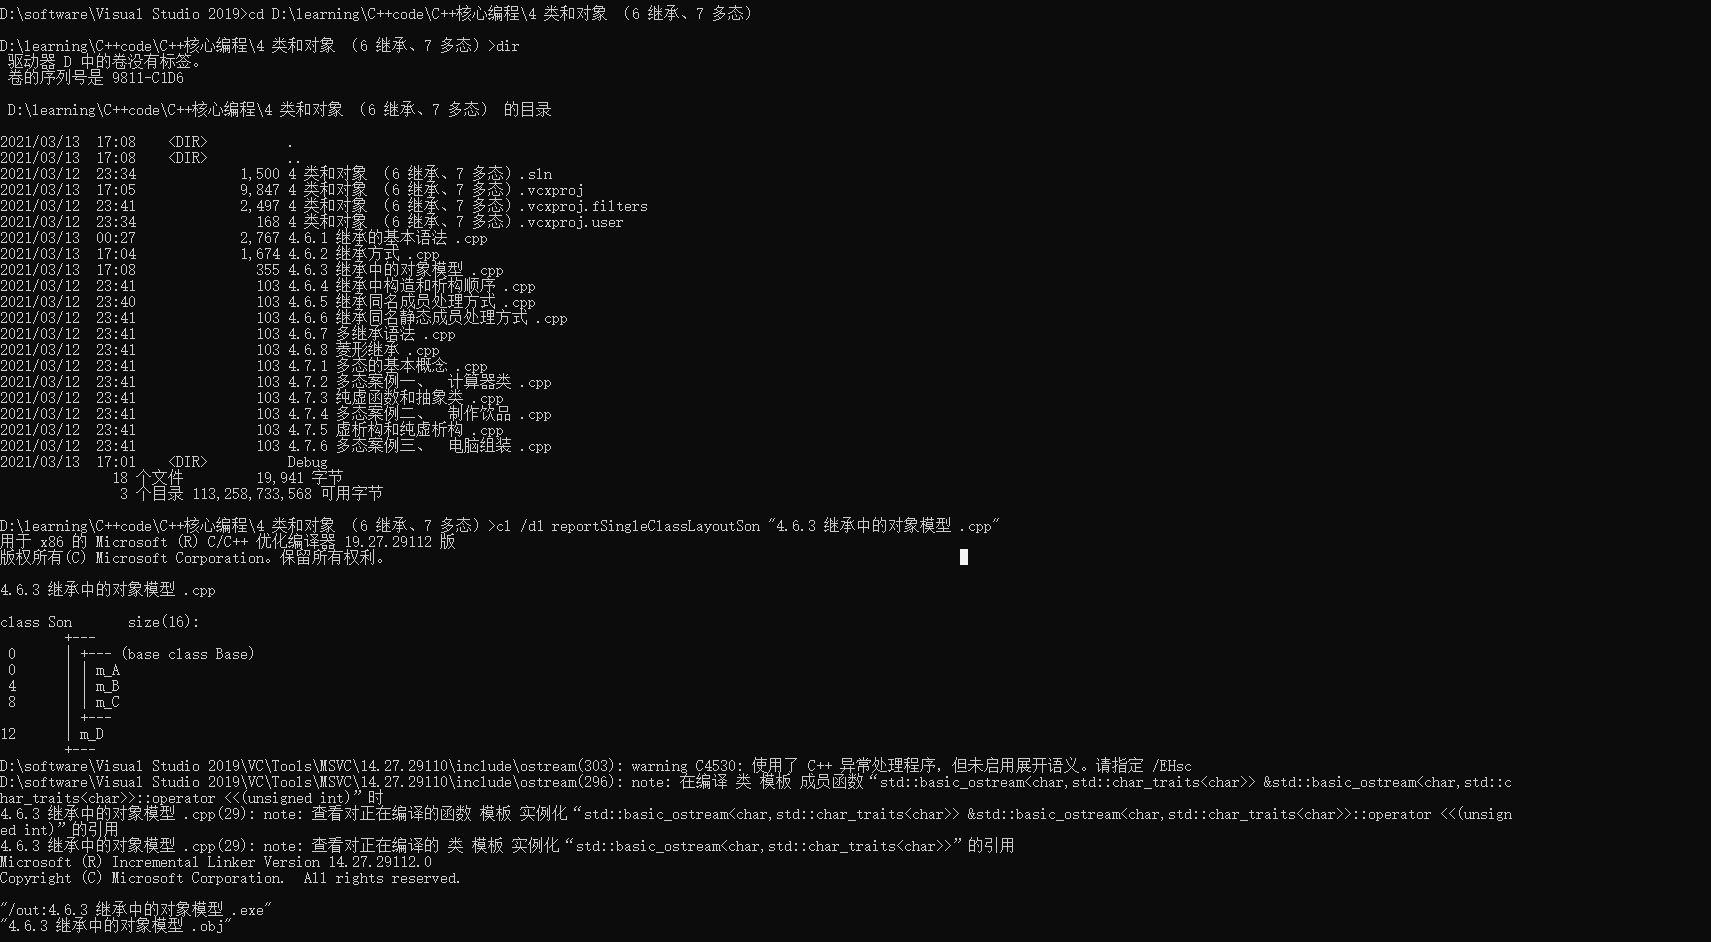 D:\software\Visual Studio 2019>cd D:\learning\C++code\C++核心编程\4 类和对象 （6 继承、7 多态）
D:\learning\C++code\C++核心编程\4 类和对象 （6 继承、7 多态）>dir
驱动器 D 中的卷没有标签。
卷的序列号是 9811-C1D6
D:\learning\C++code\C++核心编程\4 类和对象 （6 继承、7 多态） 的目录
2021/03/13  17:08    <DIR>          .
2021/03/13  17:08    <DIR>          ..
2021/03/12  23:34             1,500 4 类和对象 （6 继承、7 多态）.sln
2021/03/13  17:05             9,847 4 类和对象 （6 继承、7 多态）.vcxproj
2021/03/12  23:41             2,497 4 类和对象 （6 继承、7 多态）.vcxproj.filters
2021/03/12  23:34               168 4 类和对象 （6 继承、7 多态）.vcxproj.user
2021/03/13  00:27             2,767 4.6.1 继承的基本语法 .cpp
2021/03/13  17:04             1,674 4.6.2 继承方式 .cpp
2021/03/13  17:08               355 4.6.3 继承中的对象模型 .cpp
2021/03/12  23:41               103 4.6.4 继承中构造和析构顺序 .cpp
2021/03/12  23:40               103 4.6.5 继承同名成员处理方式 .cpp
2021/03/12  23:41               103 4.6.6 继承同名静态成员处理方式 .cpp
2021/03/12  23:41               103 4.6.7 多继承语法 .cpp
2021/03/12  23:41               103 4.6.8 菱形继承 .cpp
2021/03/12  23:41               103 4.7.1 多态的基本概念 .cpp
2021/03/12  23:41               103 4.7.2 多态案例一、  计算器类 .cpp
2021/03/12  23:41               103 4.7.3 纯虚函数和抽象类 .cpp
2021/03/12  23:41               103 4.7.4 多态案例二、  制作饮品 .cpp
2021/03/12  23:41               103 4.7.5 虚析构和纯虚析构 .cpp
2021/03/12  23:41               103 4.7.6 多态案例三、  电脑组装 .cpp
2021/03/13  17:01    <DIR>          Debug
18 个文件         19,941 字节
3 个目录 113,258,733,568 可用字节
D:\learning\C++code\C++核心编程\4 类和对象 （6 继承、7 多态）>cl /d1 reportSingleClassLayoutSon "4.6.3 继承中的对象模型 .cpp"
用于 x86 的 Microsoft (R) C/C++ 优化编译器 19.27.29112 版
版权所有(C) Microsoft Corporation。保留所有权利。
4.6.3 继承中的对象模型 .cpp
class Son       size(16):
+---
0      | +--- (base class Base)
0      | | m_A
4      | | m_B
8      | | m_C
| +---
12      | m_D
+---
D:\software\Visual Studio 2019\VC\Tools\MSVC\14.27.29110\include\ostream(303): warning C4530: 使用了 C++ 异常处理程序，但未启用展开语义。请指定 /EHsc
D:\software\Visual Studio 2019\VC\Tools\MSVC\14.27.29110\include\ostream(296): note: 在编译 类 模板 成员函数“std::basic_ostream<char,std::char_traits<char>> &std::basic_ostream<char,std::c
har_traits<char>>::operator <<(unsigned int)”时
4.6.3 继承中的对象模型 .cpp(29): note: 查看对正在编译的函数 模板 实例化“std::basic_ostream<char,std::char_traits<char>> &std::basic_ostream<char,std::char_traits<char>>::operator <<(unsign
ed int)”的引用
4.6.3 继承中的对象模型 .cpp(29): note: 查看对正在编译的 类 模板 实例化“std::basic_ostream<char,std::char_traits<char>>”的引用
Microsoft (R) Incremental Linker Version 14.27.29112.0
Copyright (C) Microsoft Corporation.  All rights reserved.
"/out:4.6.3 继承中的对象模型 .exe"
"4.6.3 继承中的对象模型 .obj"